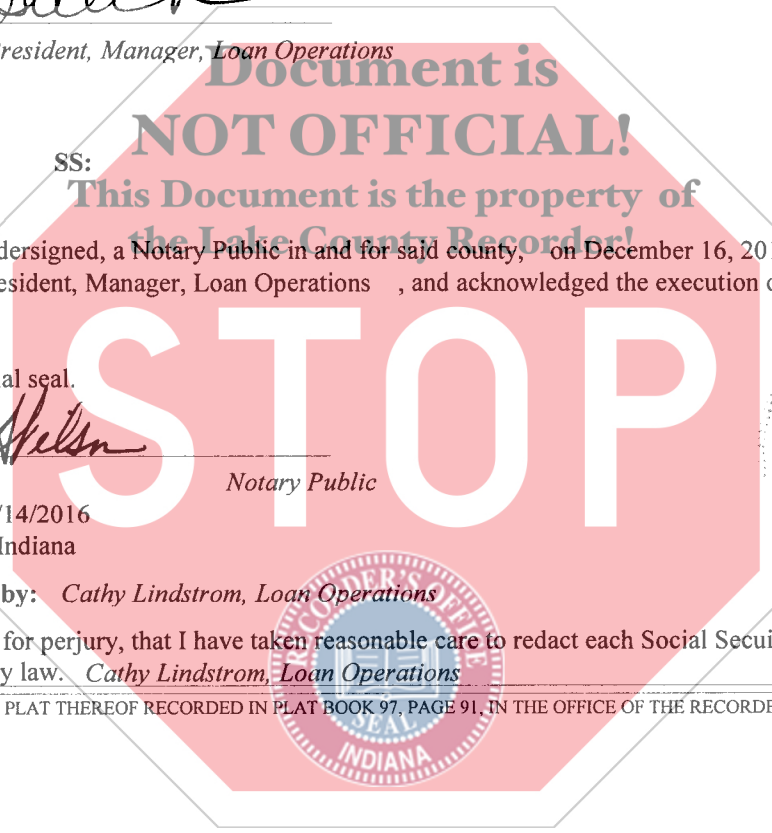 resident, Manager, Loan Operations
Document is
NOT OFFICIAL!
SS:
This Document is the property of
the Lake County Recorder!
dersigned, a Notary Public in and for said county, on December 16, 201
esident, Manager, Loan Operations , and acknowledged the execution
al seal.
STOP
Notary Public
/14/2016
Indiana
by: Cathy Lindstrom, Loan Operations
for perjury, that I have taken reasonable care to redact each Social Secui
y law. Cathy Lindstrom, Loan Operations
PLAT THEREOF RECORDED IN PLAT BOOK 97, PAGE 91, IN THE OFFICE OF THE RECORDE
RECORDER'S OFFICE
SEAL
INDIANA